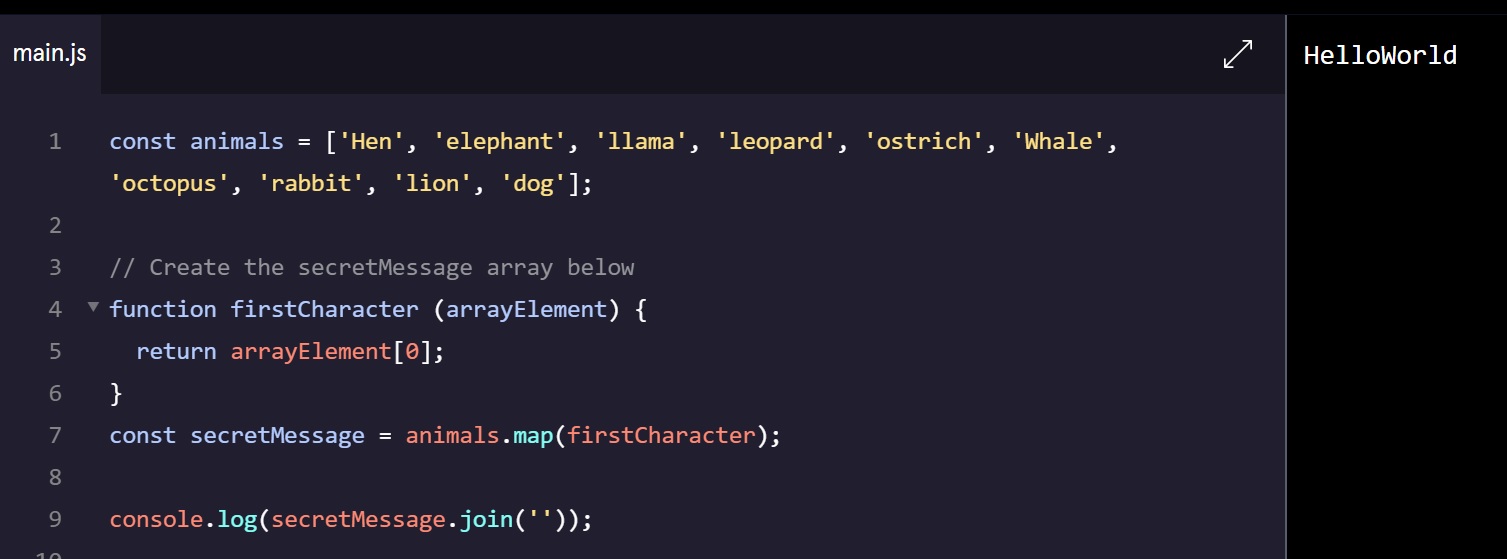 main.js
HelloWorld
1 const animals = ['Hen', 'elephant', 'llama', 'leopard', 'ostrich', 'Whale',
'octopus', 'rabbit', 'lion', 'dog'];
2
3 // Create the secretMessage array below
4 function firstCharacter (arrayElement) {
5 return arrayElement[0];
6 }
7 const secretMessage = animals.map(firstCharacter);
8
9 console.log(secretMessage.join(''));
10